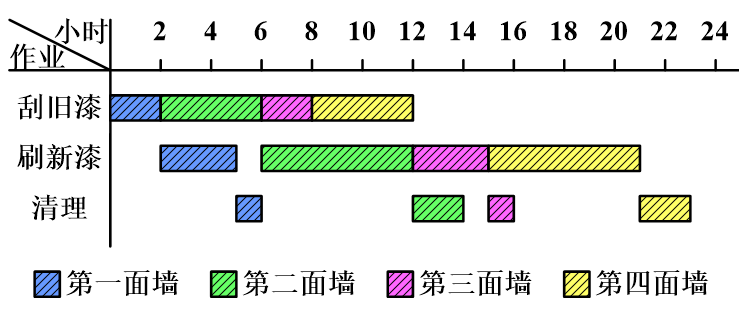 小时 2 4 6 8 10 12 14 16 18 20 22 24
作业
刮旧漆
刷新漆
清理
第一面墙 第二面墙 第三面墙 第四面墙